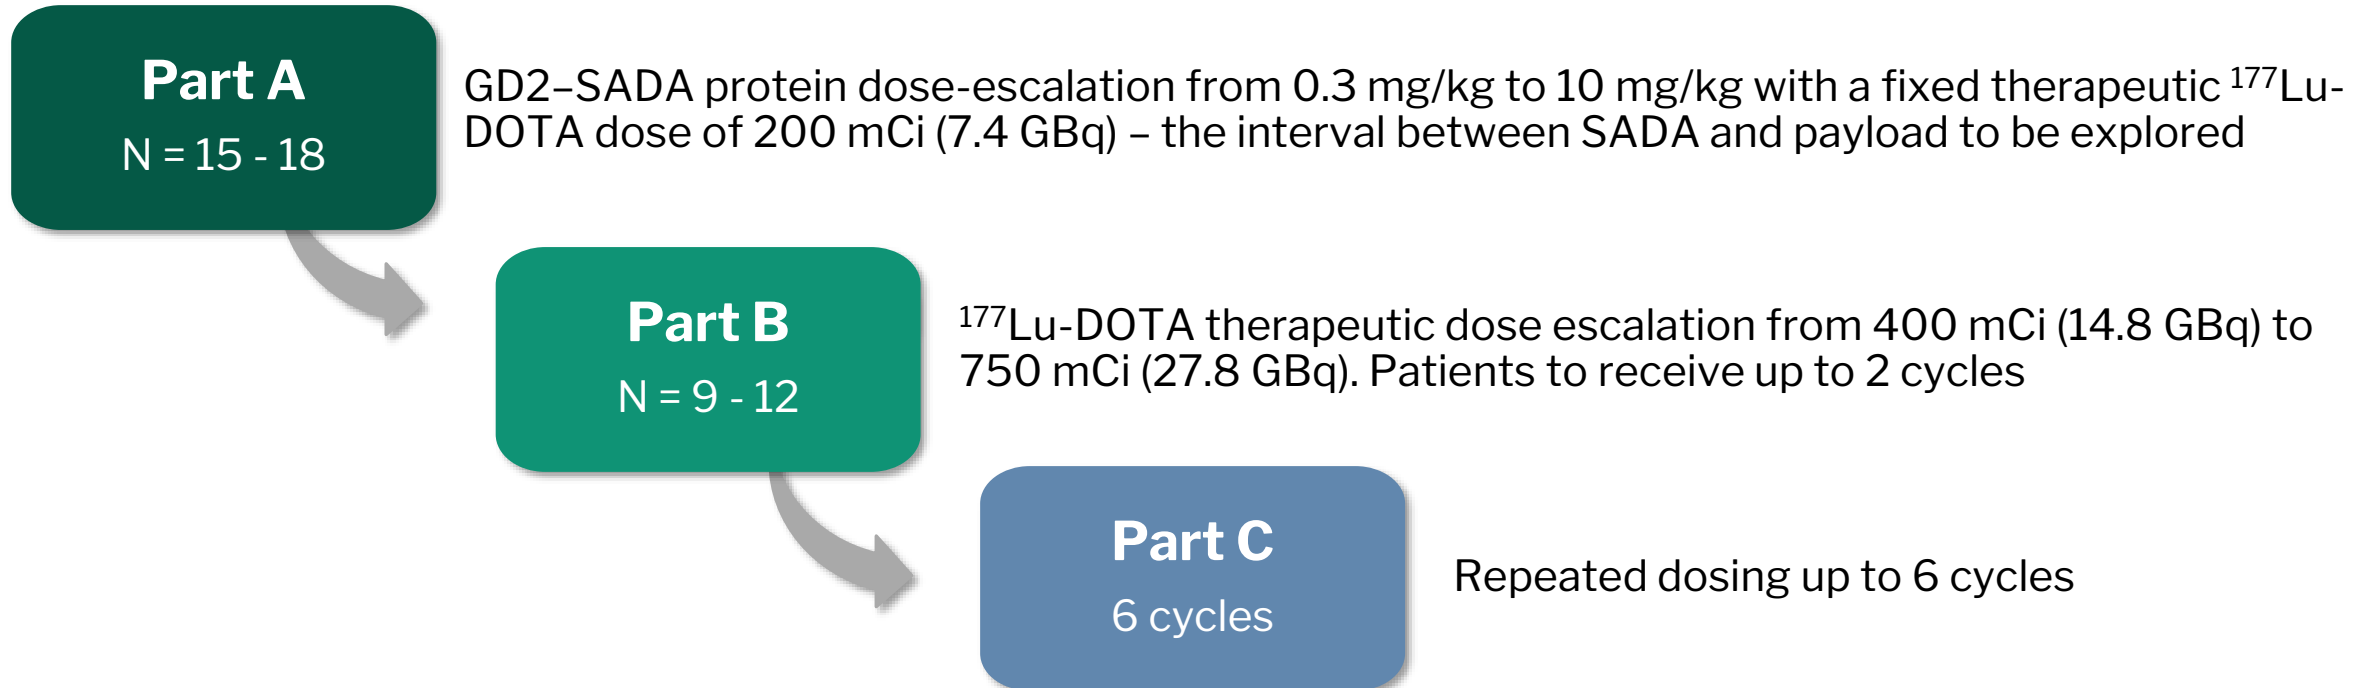 Part A
N = 15 - 18
GD2–SADA protein dose-escalation from 0.3 mg/kg to 10 mg/kg with a fixed therapeutic ¹⁷⁷Lu-
DOTA dose of 200 mCi (7.4 GBq) – the interval between SADA and payload to be explored
Part B
N = 9 - 12
¹⁷⁷Lu-DOTA therapeutic dose escalation from 400 mCi (14.8 GBq) to
750 mCi (27.8 GBq). Patients to receive up to 2 cycles
Part C
6 cycles
Repeated dosing up to 6 cycles